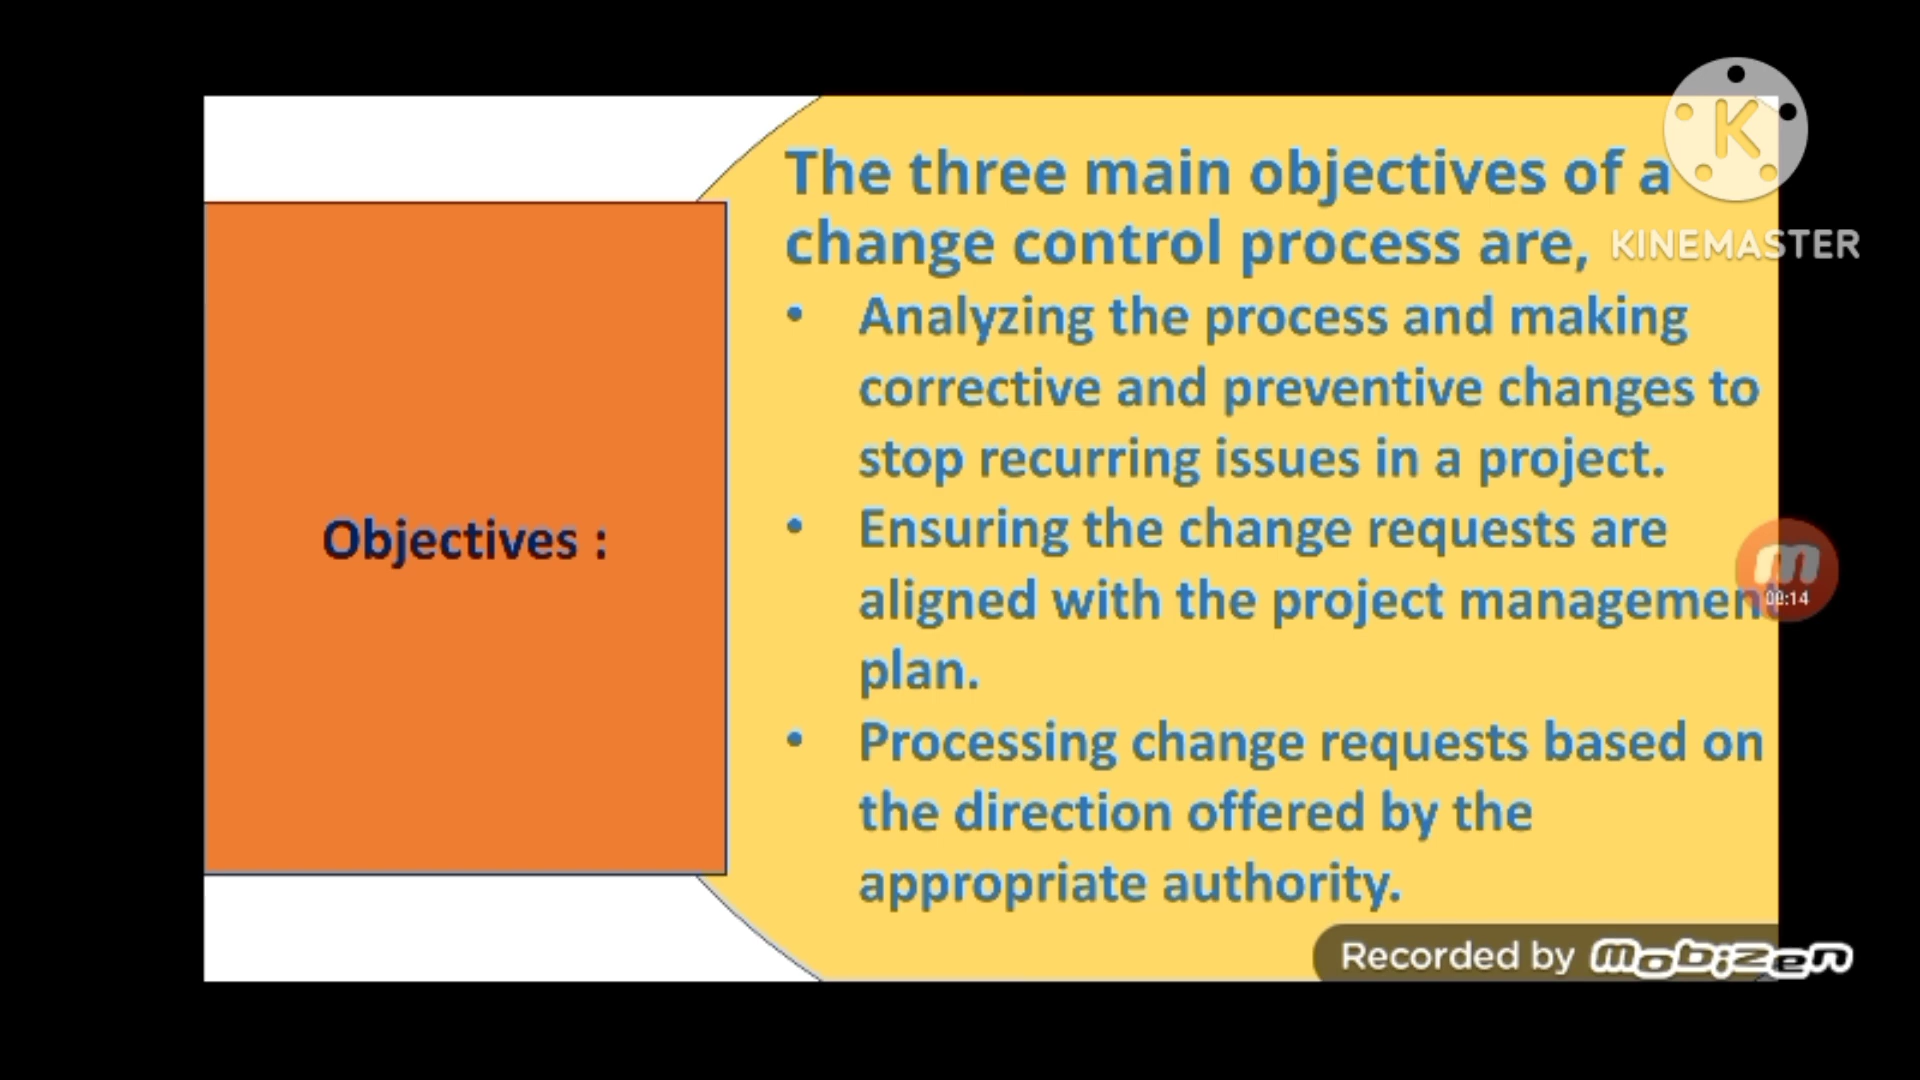 Objectives :
The three main objectives of a
change control process are,
• Analyzing the process and making
corrective and preventive changes to
stop recurring issues in a project.
• Ensuring the change requests are
aligned with the project managemen
plan.
• Processing change requests based on
the direction offered by the
appropriate authority.
K
KINEMASTER
m
00:14
Recorded by mobizen